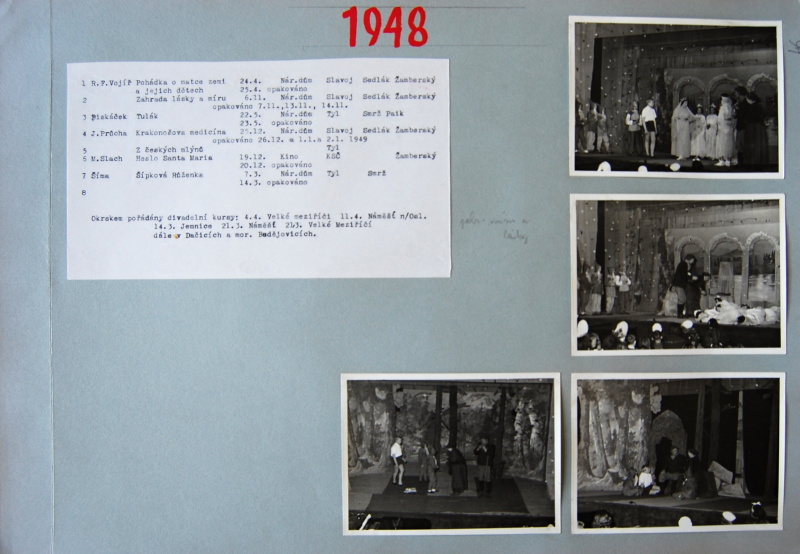 1948
1 R.F.Vojíř Pohádka o matce zemi 24.4. Nár.dům Slavoj Sedlák Žamberský
a jejich dětech 25.4. opakováno
2 Zahrada lásky a míru 6.11. Nár.dům Slavoj Sedlák Žamberský
opakováno 7.11.,13.11., 14.11.
3 Piskáček Tulák 22.5. Nár.dům Tyl Smrž Paik
23.5. opakováno
4 J.Průcha Krakonošova medicína 25.12. Nár.dům Slavoj Sedlák Žamberský
opakováno 26.12. a 1.1.a 2.1. 1949
5 Z českých mlýnů Tyl
6 M.Slach Heslo Santa Maria 19.12. Kino KSČ Žamberský
20.12. opakováno
7 Šíma Šípková Růženka 7.3. Nár.dům Tyl Smrž
14.3. opakováno
8
Okrskem pořádány divadelní kursy: 4.4. Velké meziříčí 11.4. Náměšť n/Osl.
14.3. Jemnice 21.3. Náměšť 21.3. Velké Meziříčí
dále v Dačicích a mor. Budějovicích.